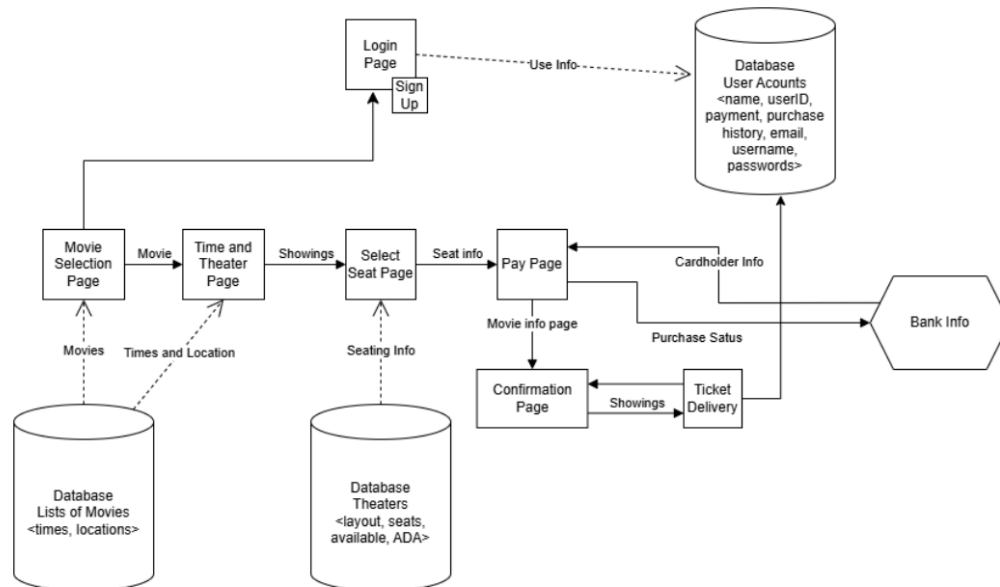 Login
Page
Sign
Up
Use Info
Database
User Acounts
<name, userID,
payment, purchase
history, email,
username,
passwords>
Movie
Selection
Page
Movie
Time and
Theater
Page
Showings
Select
Seat Page
Seat info
Pay Page
Cardholder Info
Bank Info
Movie info page
Purchase Satus
Movies
Times and Location
Seating Info
Confirmation
Page
Showings
Ticket
Delivery
Database
Lists of Movies
<times, locations>
Database
Theaters
<layout, seats,
available, ADA>